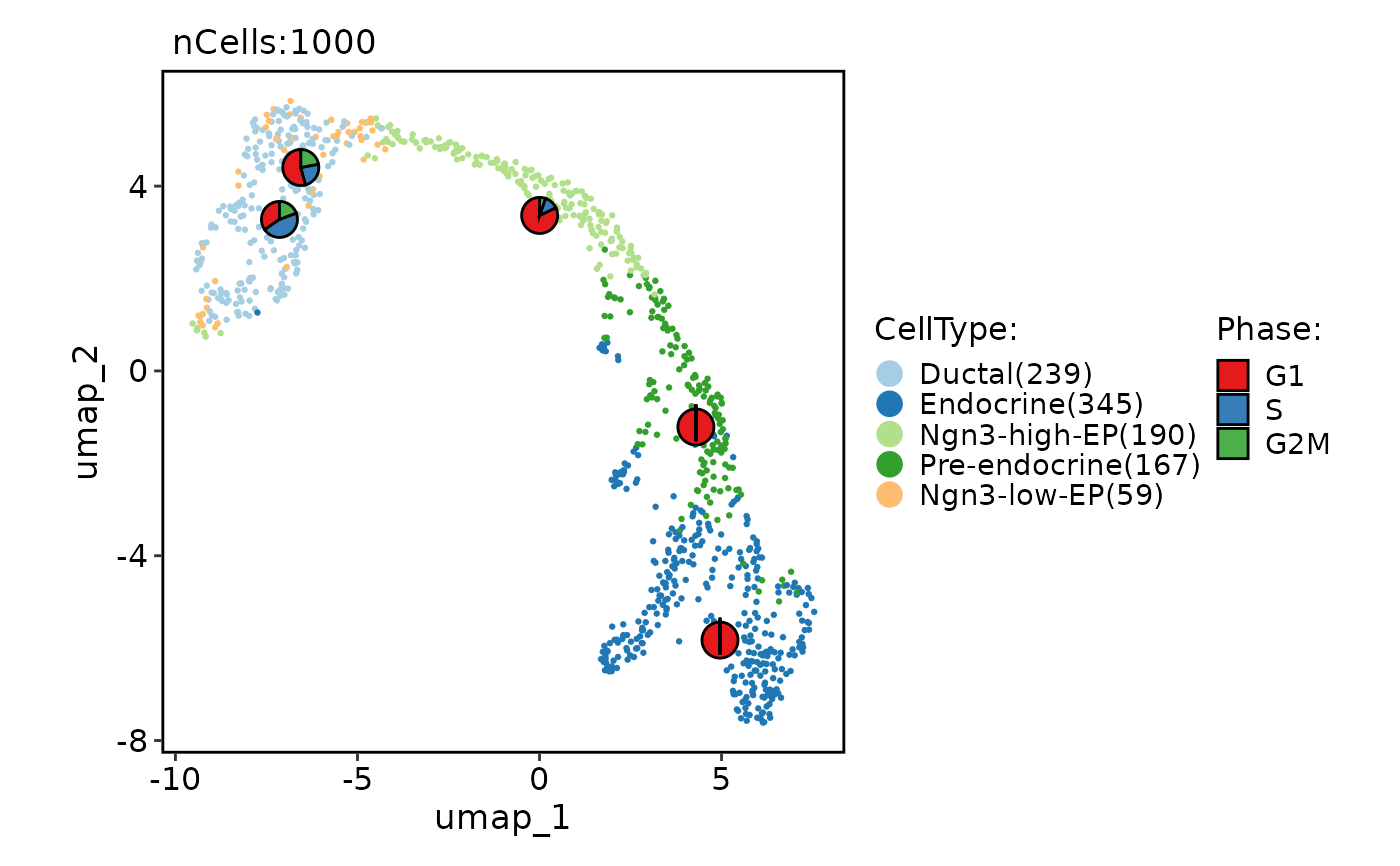 nCells:1000
4
0
-4
-8
-10
-5
0
5
umap_1
umap_2
CellType:
Ductal(239)
Endocrine(345)
Ngn3-high-EP(190)
Pre-endocrine(167)
Ngn3-low-EP(59)
Phase:
G1
S
G2M